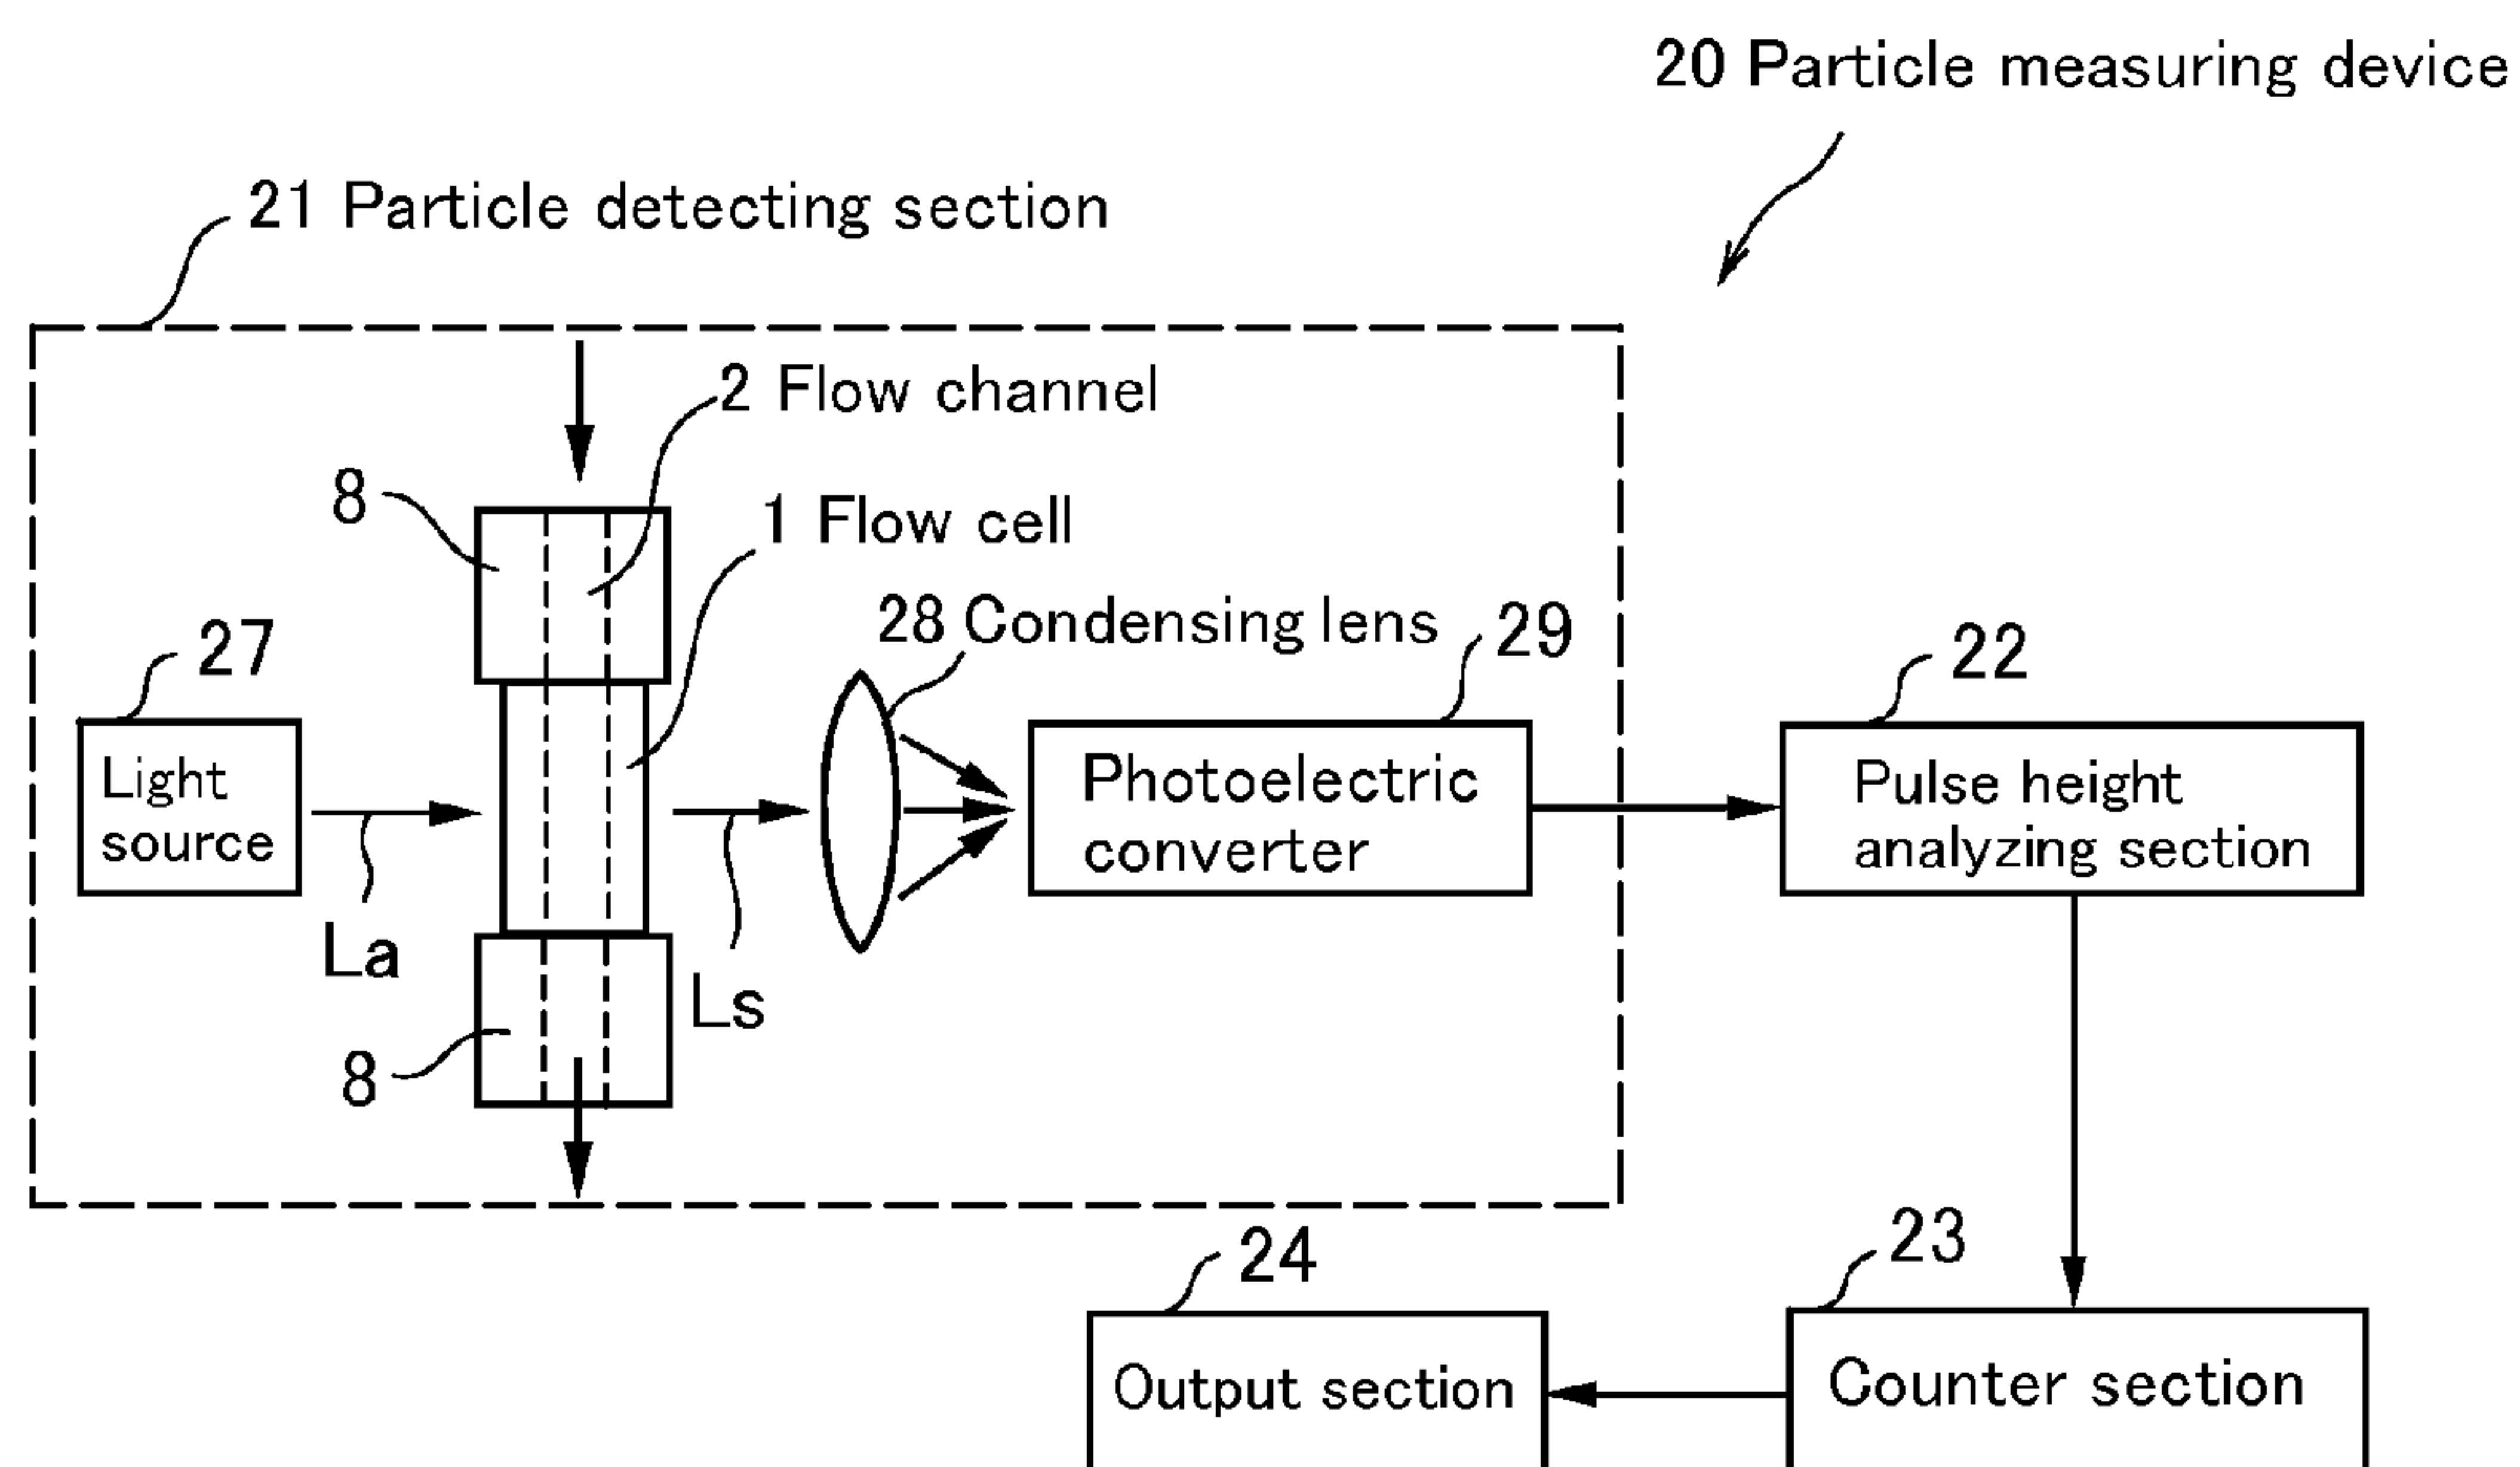 20 Particle measuring device
21 Particle detecting section
2 Flow channel
8
1 Flow cell
28 Condensing lens
29
27
22
Light
source
Photoelectric
converter
Pulse height
analyzing section
La
Ls
8
24
23
Output section
Counter section